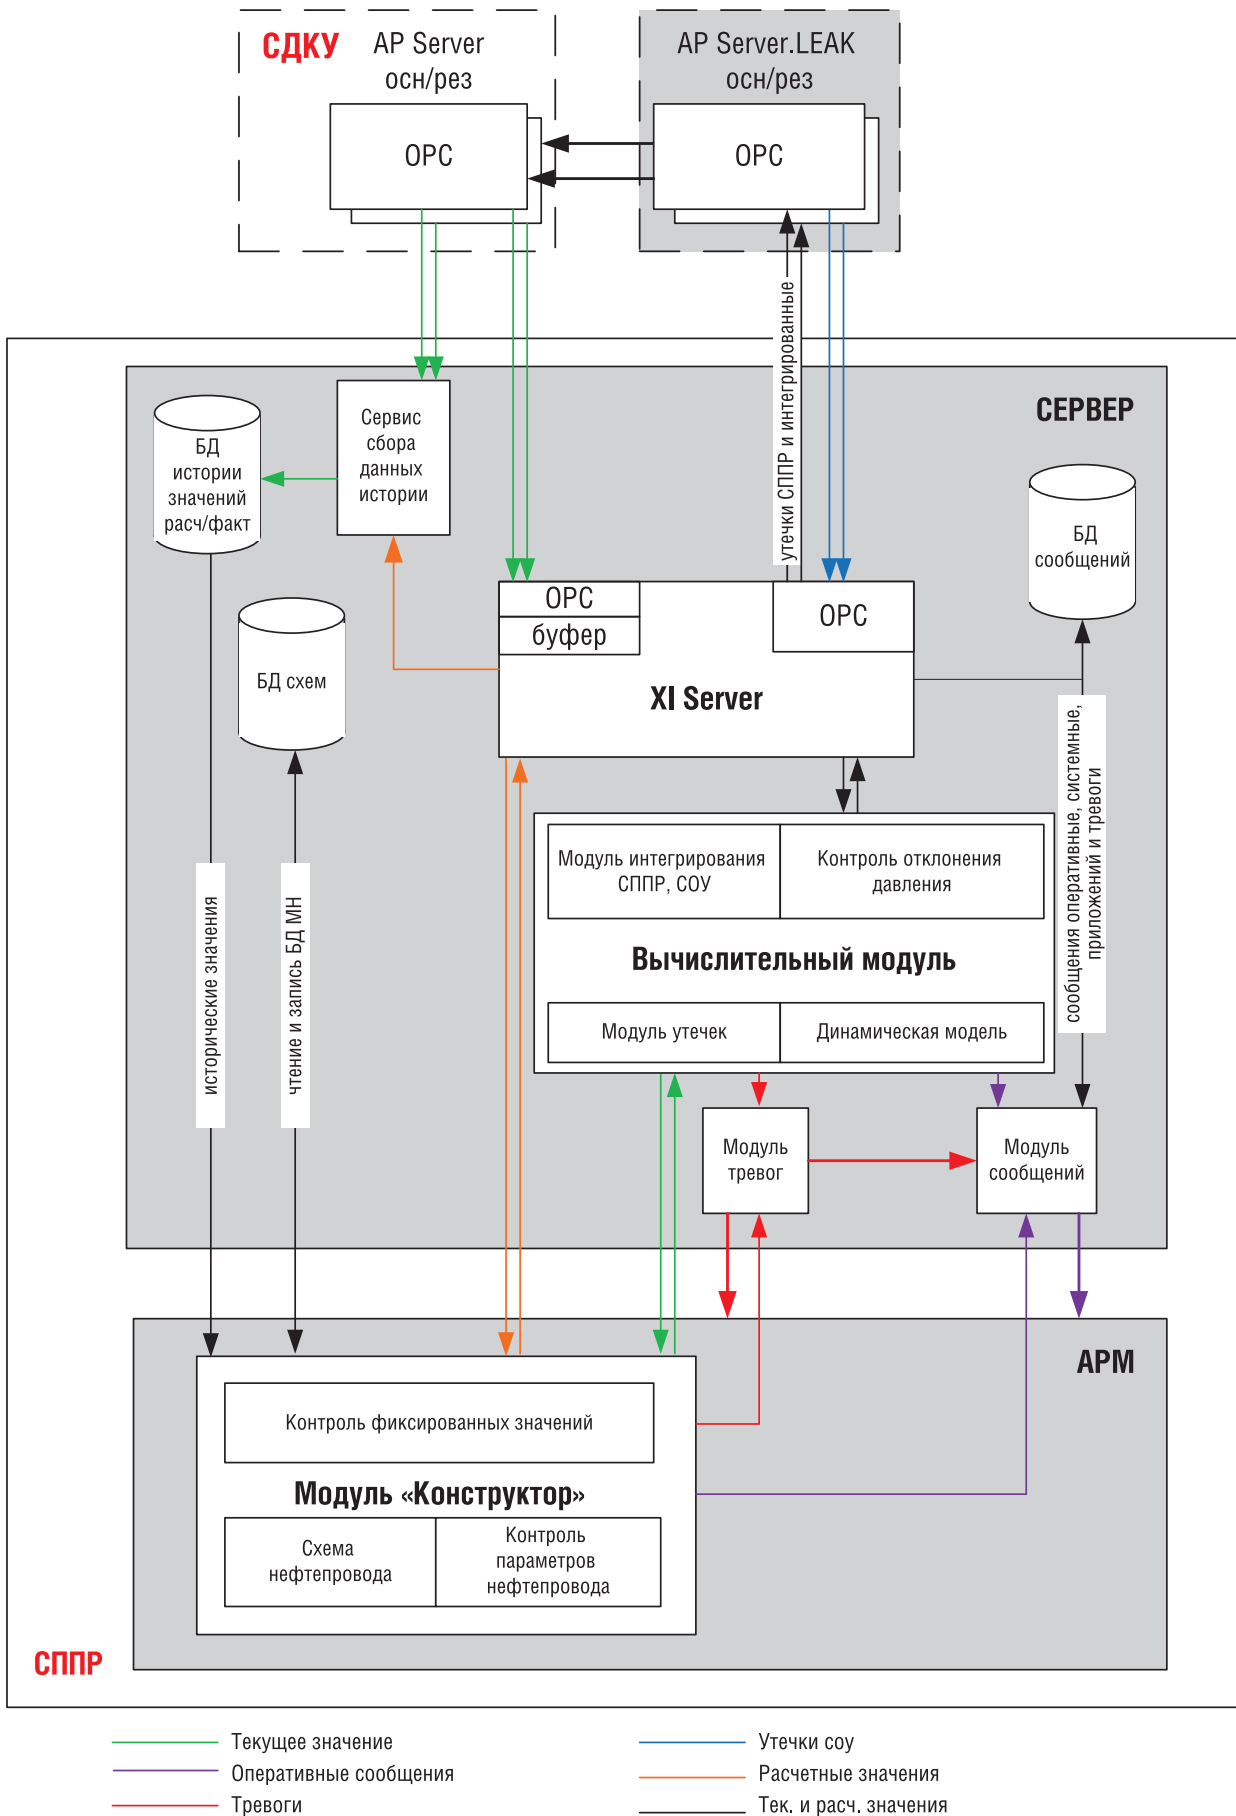 СДКУ
AP Server
осн/рез
OPC
AP Server.LEAK
осн/рез
OPC
утечки СППР и интегрированные
СЕРВЕР
БД
истории
значений
расч/факт
Сервис
сбора
данных
истории
БД
сообщений
OPC
буфер
OPC
XI Server
БД схем
сообщения оперативные, системные,
приложений и тревоги
исторические значения
чтение и запись БД МН
Модуль интегрирования
СППР, СОУ
Контроль отклонения
давления
Вычислительный модуль
Модуль утечек
Динамическая модель
Модуль
тревог
Модуль
сообщений
АРМ
Контроль фиксированных значений
Модуль «Конструктор»
Схема
нефтепровода
Контроль
параметров
нефтепровода
СППР
Текущее значение
Оперативные сообщения
Тревоги
Утечки соу
Расчетные значения
Тек. и расч. значения